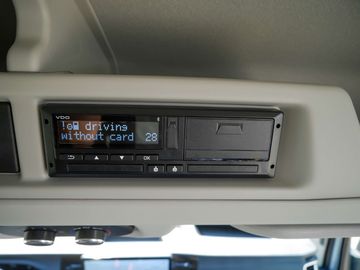 VDO
! driving
without card 28
OK